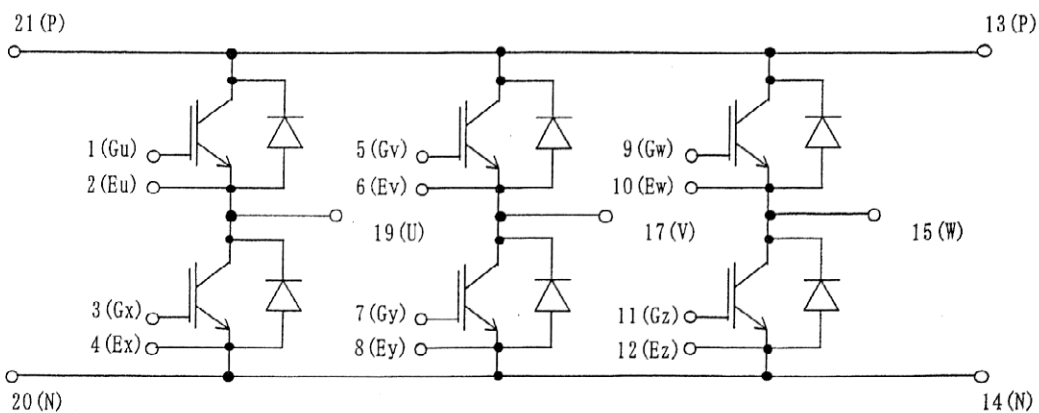 21(P) 13(P)
1(Gu) 5(Gv) 9(Gw)
2(Eu) 6(Ev) 10(Ew)
19(U) 17(V) 15(W)
3(Gx) 7(Gy) 11(Gz)
4(Ex) 8(Ey) 12(Ez)
20(N) 14(N)